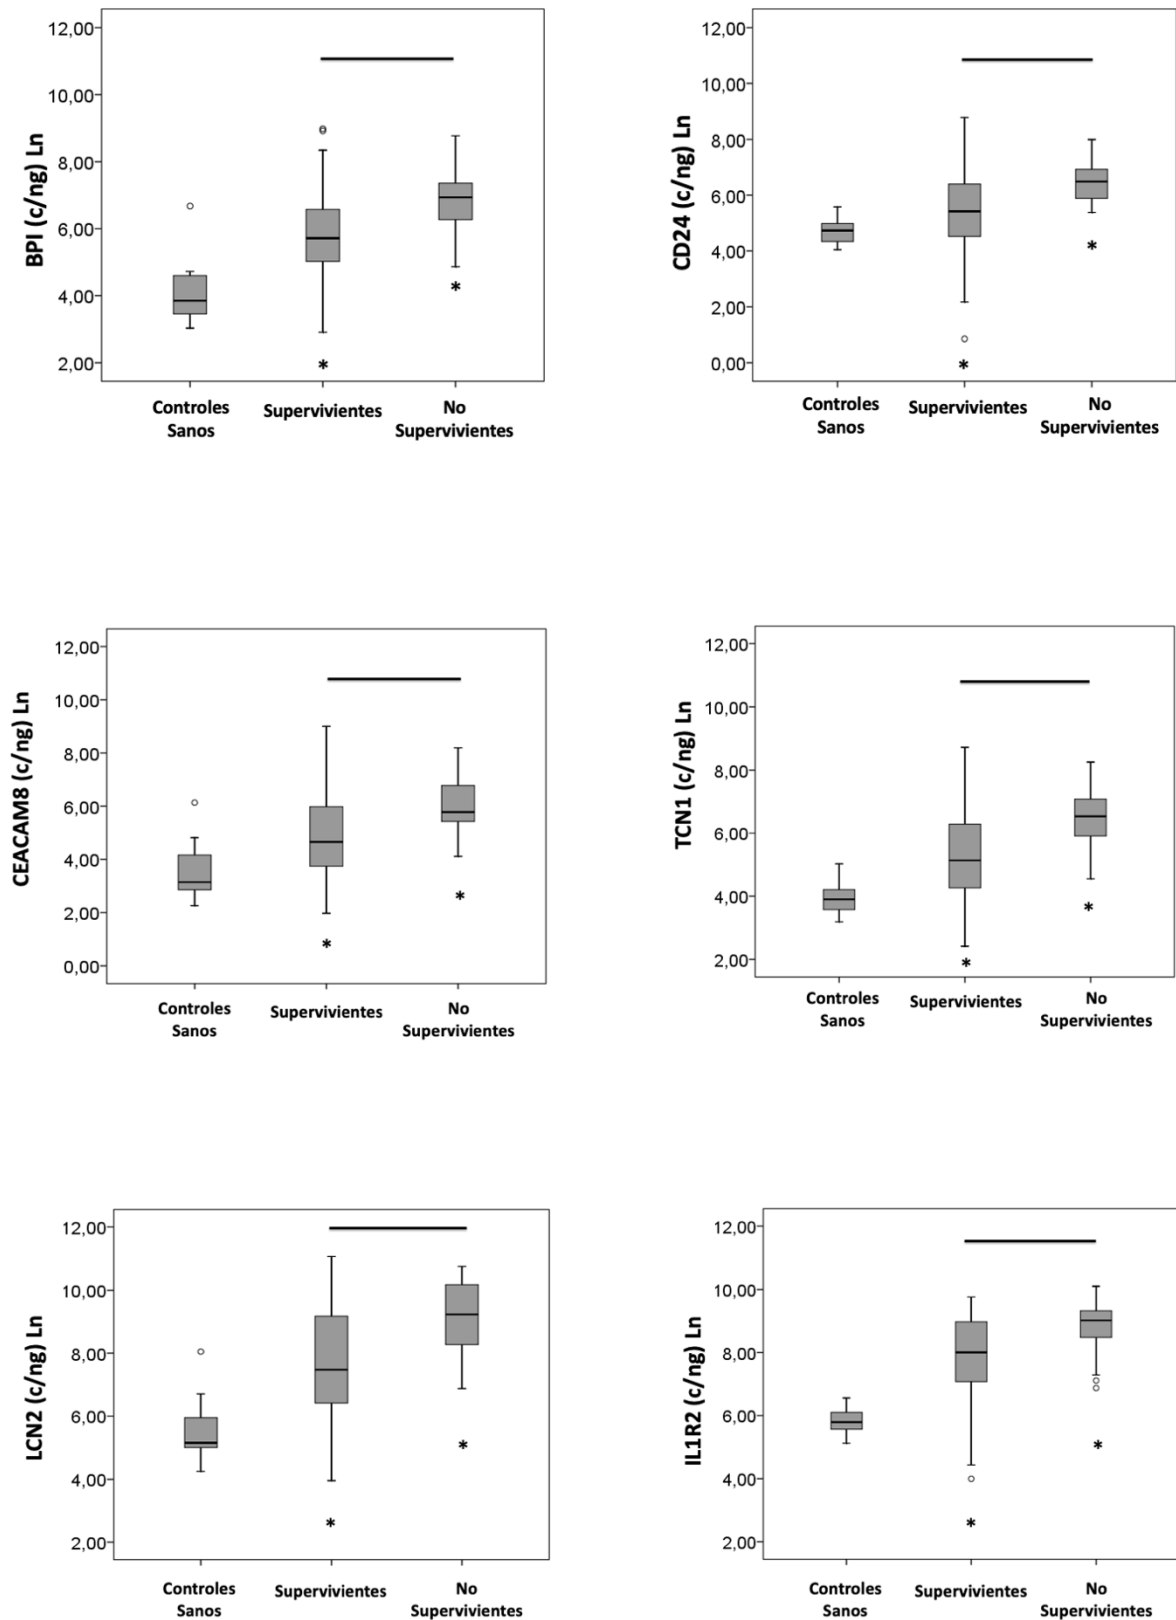 BPI (c/ng) Ln
12,00
10,00
8,00
6,00
4,00
2,00
*
*
Controles
Sanos
Supervivientes
No
Supervivientes
CD24 (c/ng) Ln
12,00
10,00
8,00
6,00
4,00
2,00
0,00
*
*
Controles
Sanos
Supervivientes
No
Supervivientes
CEACAM8 (c/ng) Ln
12,00
10,00
8,00
6,00
4,00
2,00
0,00
*
*
Controles
Sanos
Supervivientes
No
Supervivientes
TCN1 (c/ng) Ln
12,00
10,00
8,00
6,00
4,00
2,00
*
*
Controles
Sanos
Supervivientes
No
Supervivientes
LCN2 (c/ng) Ln
12,00
10,00
8,00
6,00
4,00
2,00
*
*
Controles
Sanos
Supervivientes
No
Supervivientes
IL1R2 (c/ng) Ln
12,00
10,00
8,00
6,00
4,00
2,00
*
*
Controles
Sanos
Supervivientes
No
Supervivientes